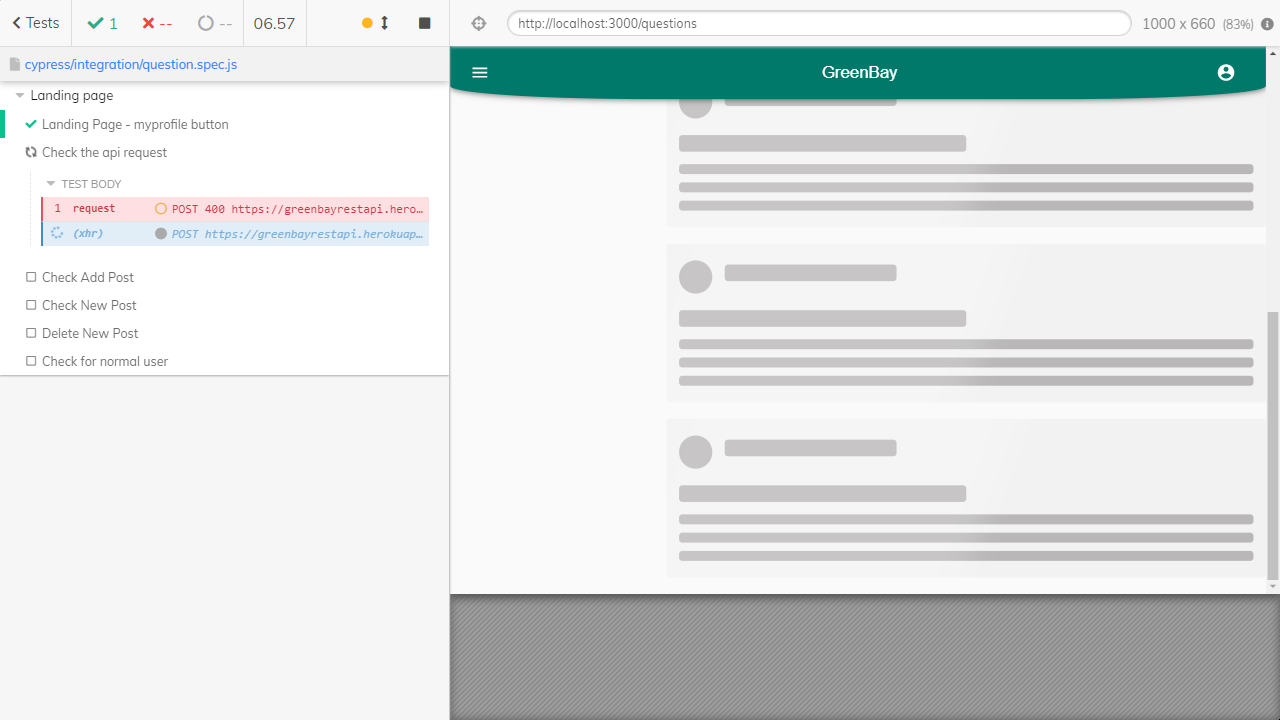 Tests
1
--
--
06.57
http://localhost:3000/questions
1000 x 660 (83%)
cypress/integration/question.spec.js
Landing page
Landing Page - myprofile button
Check the api request
TEST BODY
1 request POST 400 https://greenbayrestapi.hero…
(xhr) POST https://greenbayrestapi.herokuap…
Check Add Post
Check New Post
Delete New Post
Check for normal user
GreenBay